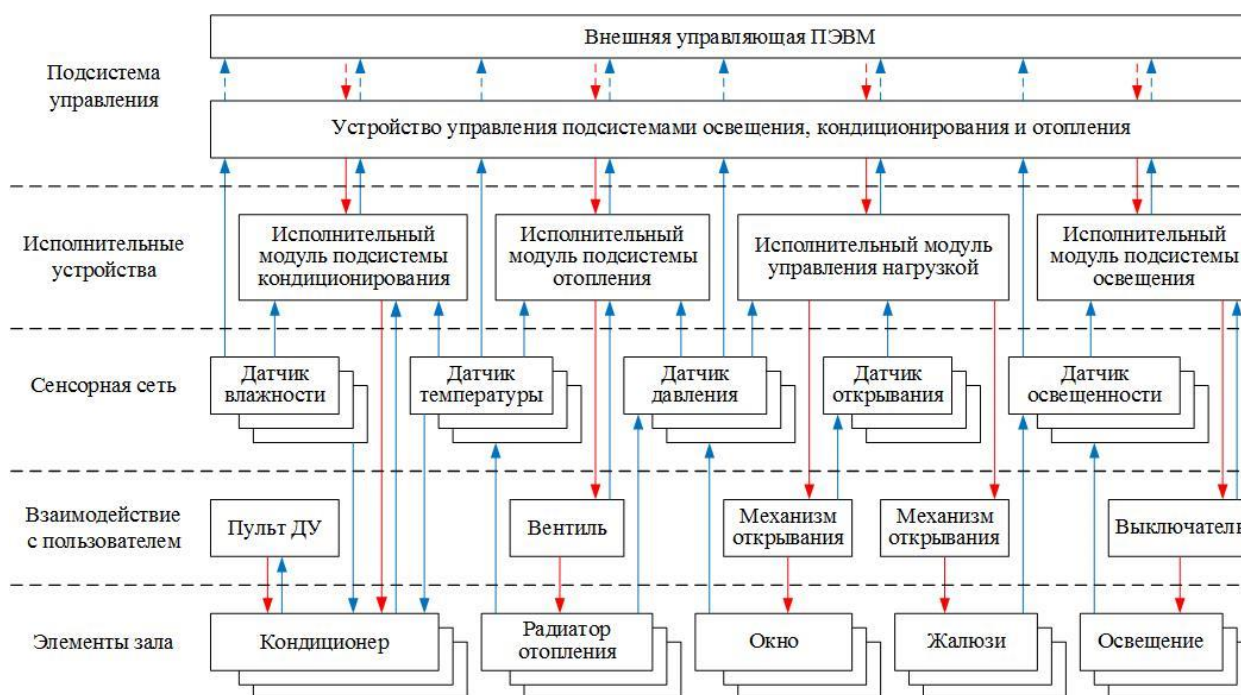 Внешняя управляющая ПЭВМ
Подсистема
управления
Устройство управления подсистемами освещения, кондиционирования и отопления
Исполнительные
устройства
Исполнительный
модуль подсистемы
кондиционирования
Исполнительный
модуль подсистемы
отопления
Исполнительный модуль
управления нагрузкой
Исполнительный
модуль подсистемы
освещения
Сенсорная сеть
Датчик
влажности
Датчик
температуры
Датчик
давления
Датчик
открывания
Датчик
освещенности
Взаимодействие
с пользователем
Пульт ДУ
Вентиль
Механизм
открывания
Механизм
открывания
Выключатель
Элементы зала
Кондиционер
Радиатор
отопления
Окно
Жалюзи
Освещение